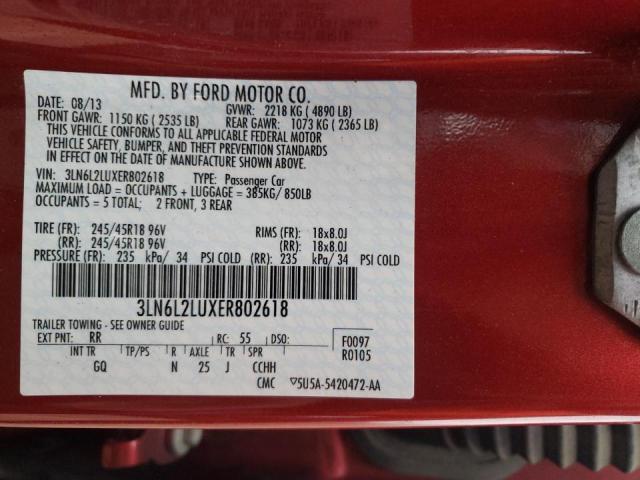 MFD. BY FORD MOTOR CO.
DATE: 08/13 GVWR: 2218 KG ( 4890 LB)
FRONT GAWR: 1150 KG ( 2535 LB) REAR GAWR: 1073 KG ( 2365 LB)
THIS VEHICLE CONFORMS TO ALL APPLICABLE FEDERAL MOTOR
VEHICLE SAFETY, BUMPER, AND THEFT PREVENTION STANDARDS
IN EFFECT ON THE DATE OF MANUFACTURE SHOWN ABOVE.
VIN: 3LN6L2LUXER802618 TYPE: Passenger Car
MAXIMUM LOAD = OCCUPANTS + LUGGAGE = 385KG/ 850LB
OCCUPANTS = 5 TOTAL; 2 FRONT, 3 REAR
TIRE (FR): 245/45R18 96V RIMS (FR): 18x8.0J
(RR): 245/45R18 96V (RR): 18x8.0J
PRESSURE (FR): 235 kPa/ 34 PSI COLD (RR): 235 kPa/ 34 PSI COLD
3LN6L2LUXER802618
TRAILER TOWING - SEE OWNER GUIDE
EXT PNT: RR RC: 55 DSO: F0097
INT TR TP/PS R AXLE TR SPR R0105
GQ N 25 J CCHH
CMC ▽5U5A-5420472-AA